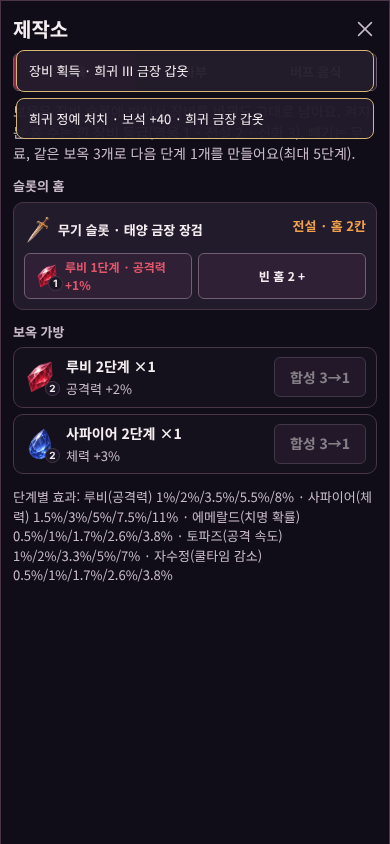 제작소
장비 획득 · 희귀 III 금장 갑옷
버프 음식
희귀 정예 처치 · 보석 +40 · 희귀 금장 갑옷
료, 같은 보옥 3개로 다음 단계 1개를 만들어요(최대 5단계).
슬롯의 홈
무기 슬롯 · 태양 금장 장검
전설 · 홈 2칸
1
루비 1단계 · 공격력
+1%
빈 홈 2 +
보옥 가방
2
루비 2단계 ×1
공격력 +2%
합성 3→1
2
사파이어 2단계 ×1
체력 +3%
합성 3→1
단계별 효과: 루비(공격력) 1%/2%/3.5%/5.5%/8% · 사파이어(체
력) 1.5%/3%/5%/7.5%/11% · 에메랄드(치명 확률)
0.5%/1%/1.7%/2.6%/3.8% · 토파즈(공격 속도)
1%/2%/3.3%/5%/7% · 자수정(쿨타임 감소)
0.5%/1%/1.7%/2.6%/3.8%